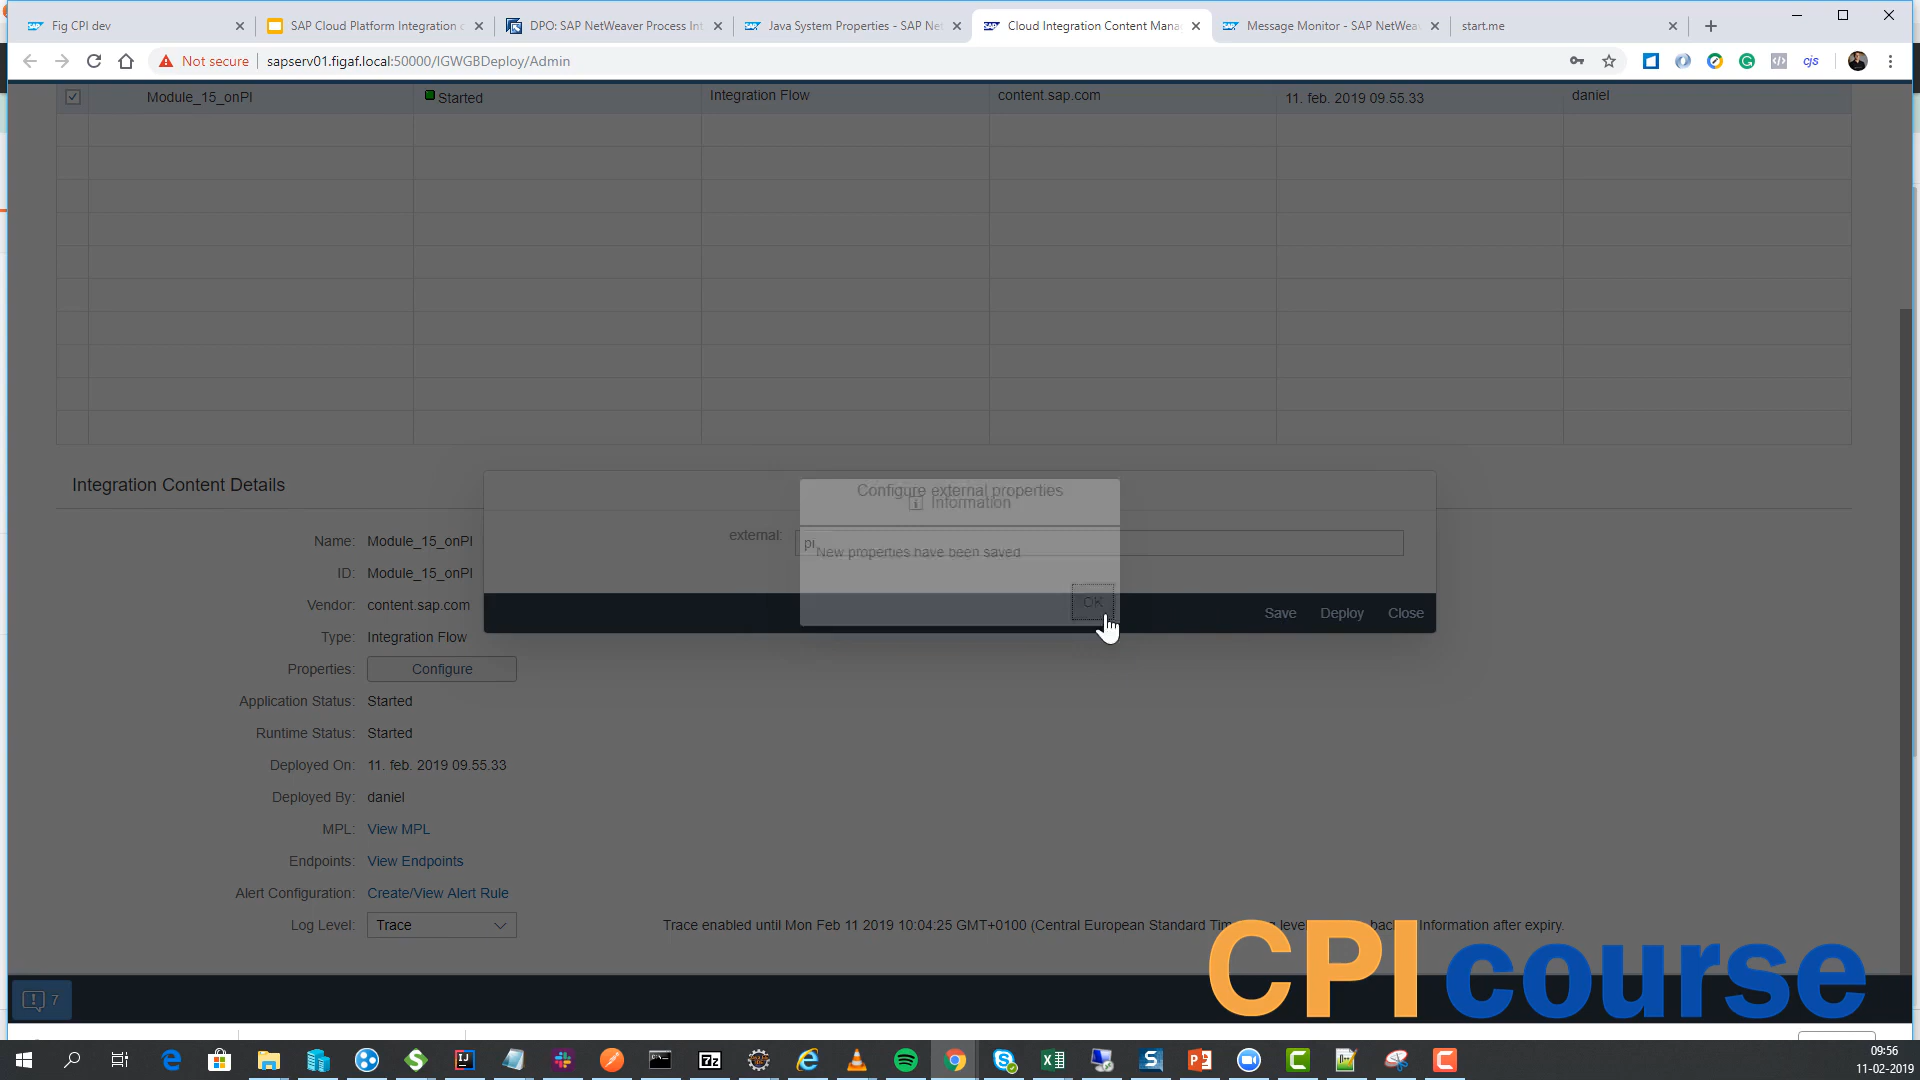 Fig CPI dev
SAP Cloud Platform Integration
DPO: SAP NetWeaver Process Int
Java System Properties - SAP Net
Cloud Integration Content Mana
Message Monitor - SAP NetWeav
start.me
Not secure
sapserv01.figaf.local:50000/IGWGBDeploy/Admin
cjs
Module_15_onPI
Started
Integration Flow
content.sap.com
11. feb. 2019 09.55.33
daniel
Integration Content Details
Configure external properties
Information
external:
pi
New properties have been saved
OK
Save
Deploy
Close
Name: Module_15_onPI
ID: Module_15_onPI
Vendor: content.sap.com
Type: Integration Flow
Properties: Configure
Application Status: Started
Runtime Status: Started
Deployed On: 11. feb. 2019 09.55.33
Deployed By: daniel
MPL: View MPL
Endpoints: View Endpoints
Alert Configuration: Create/View Alert Rule
Log Level: Trace
Trace enabled until Mon Feb 11 2019 10:04:25 GMT+0100 (Central European Standard
Information after expiry.
CPI course
7
09:56
11-02-2019